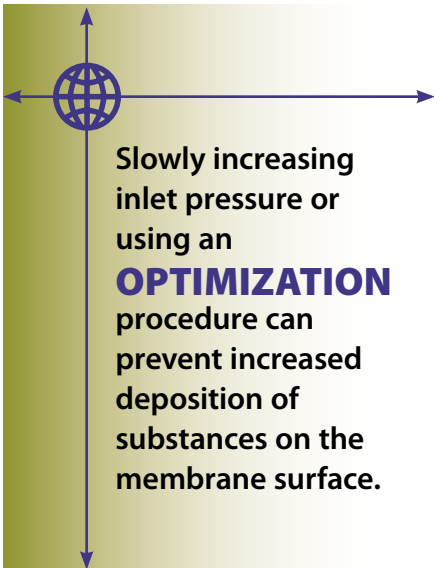 Slowly increasing
inlet pressure or
using an
OPTIMIZATION
procedure can
prevent increased
deposition of
substances on the
membrane surface.